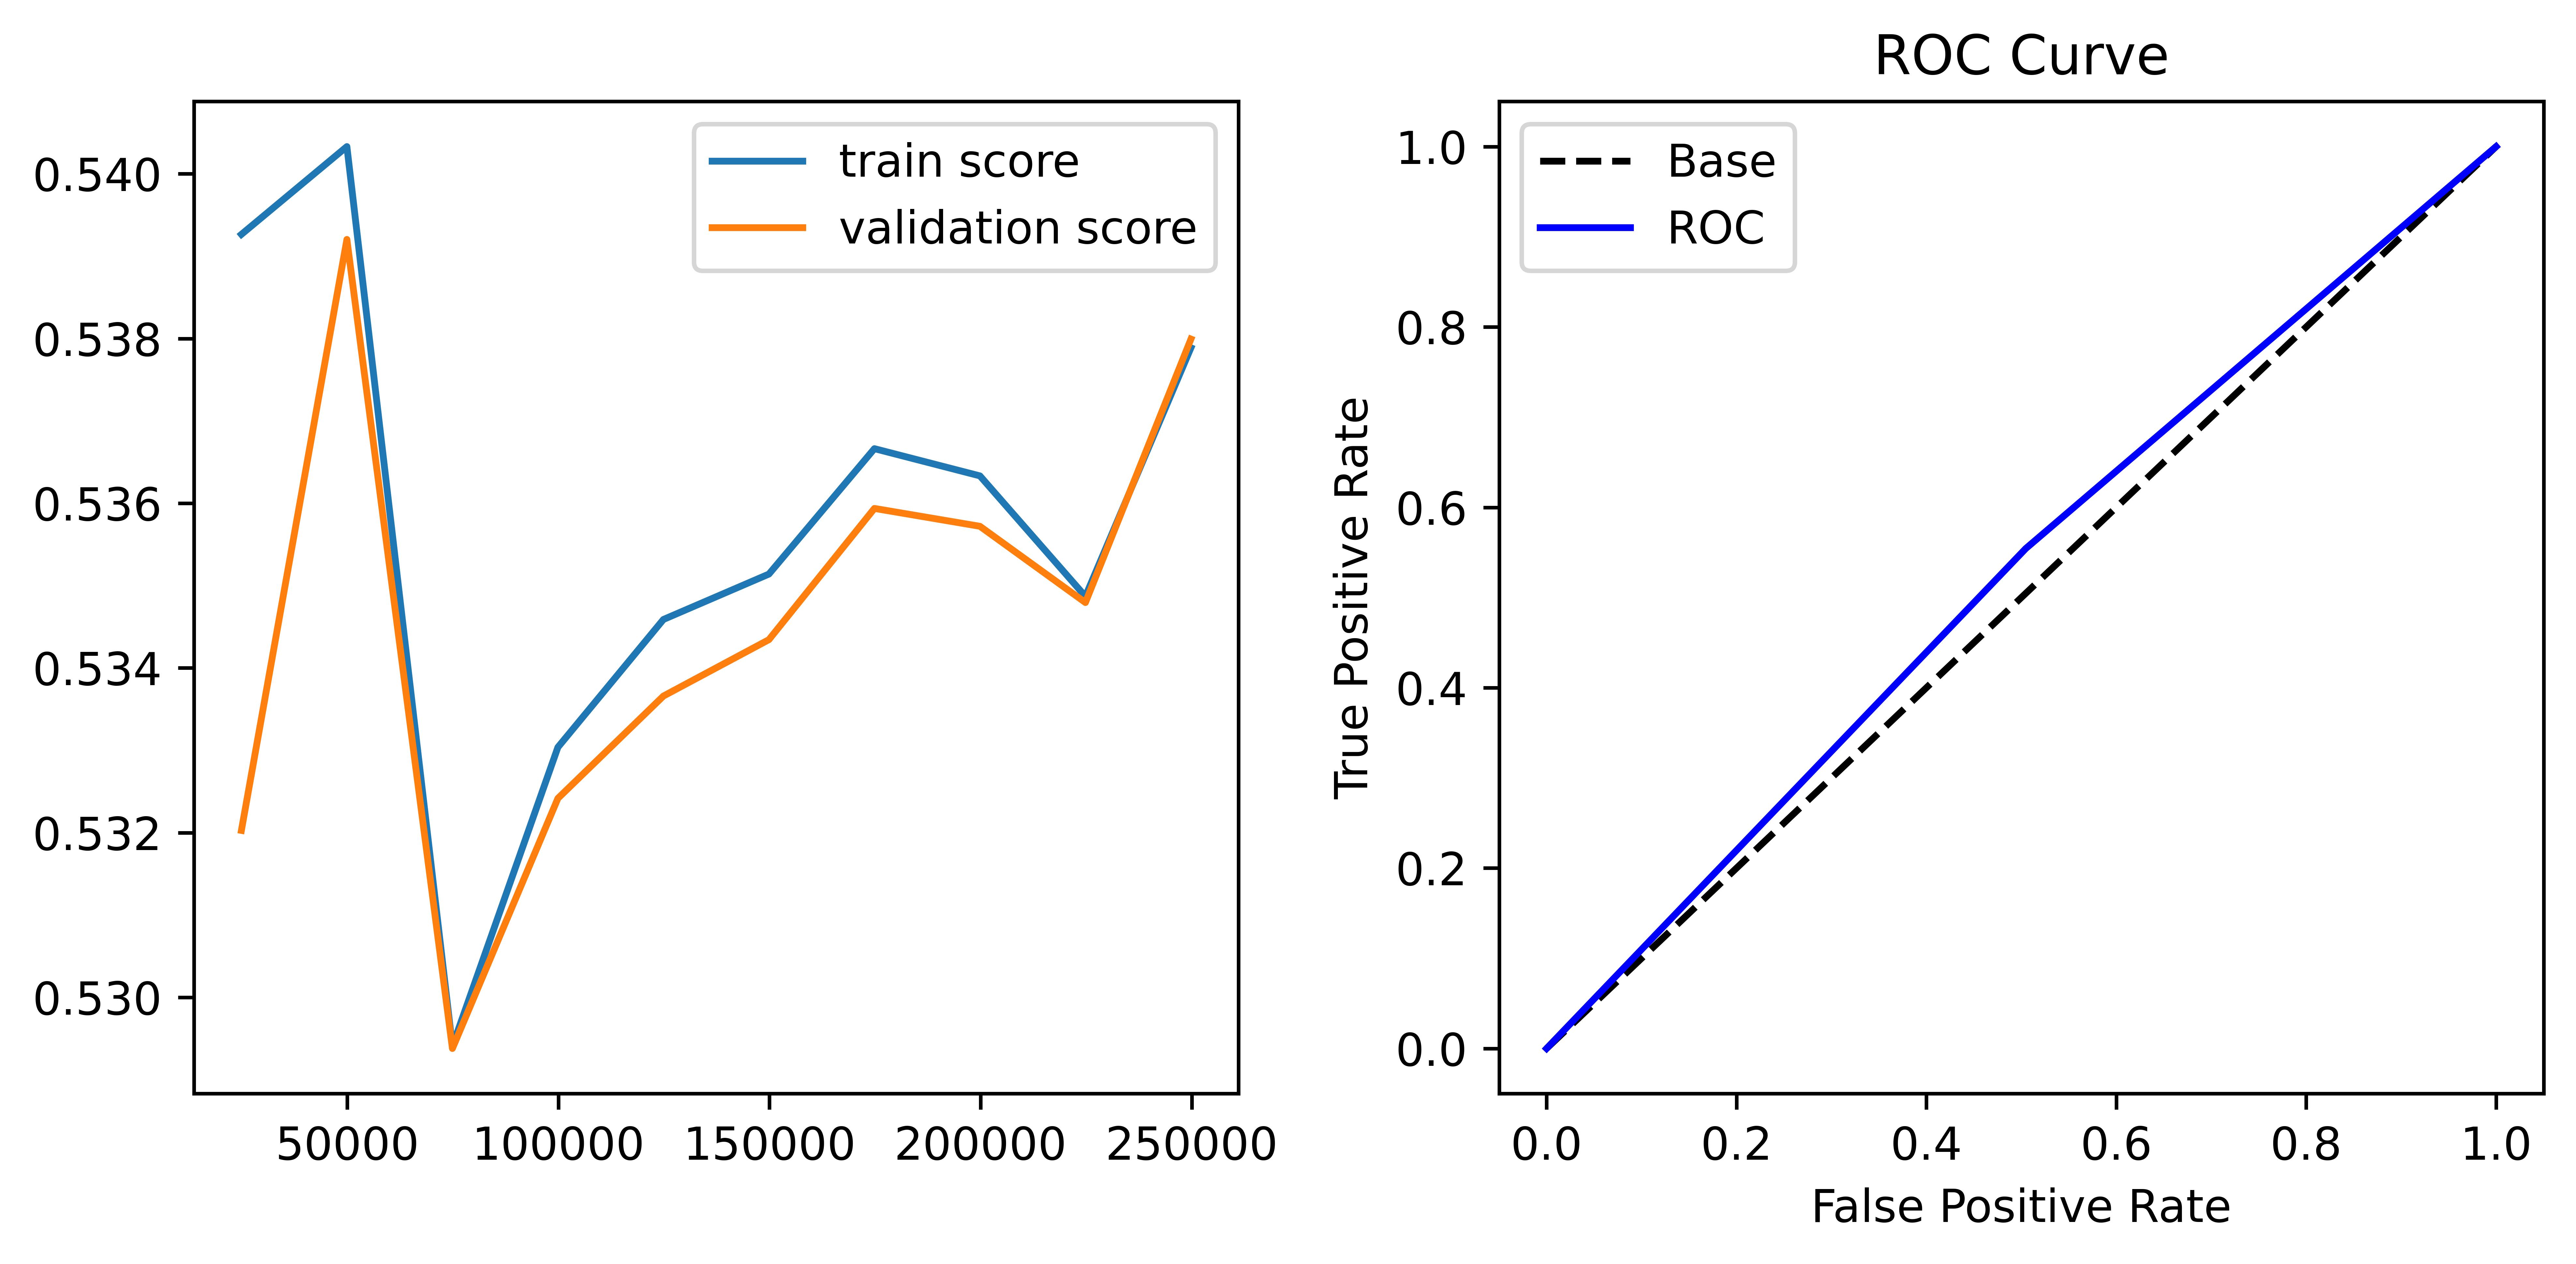 train score
validation score
0.540
0.538
0.536
0.534
0.532
0.530
50000 100000 150000 200000 250000
ROC Curve
Base
ROC
True Positive Rate
1.0
0.8
0.6
0.4
0.2
0.0
0.0 0.2 0.4 0.6 0.8 1.0
False Positive Rate